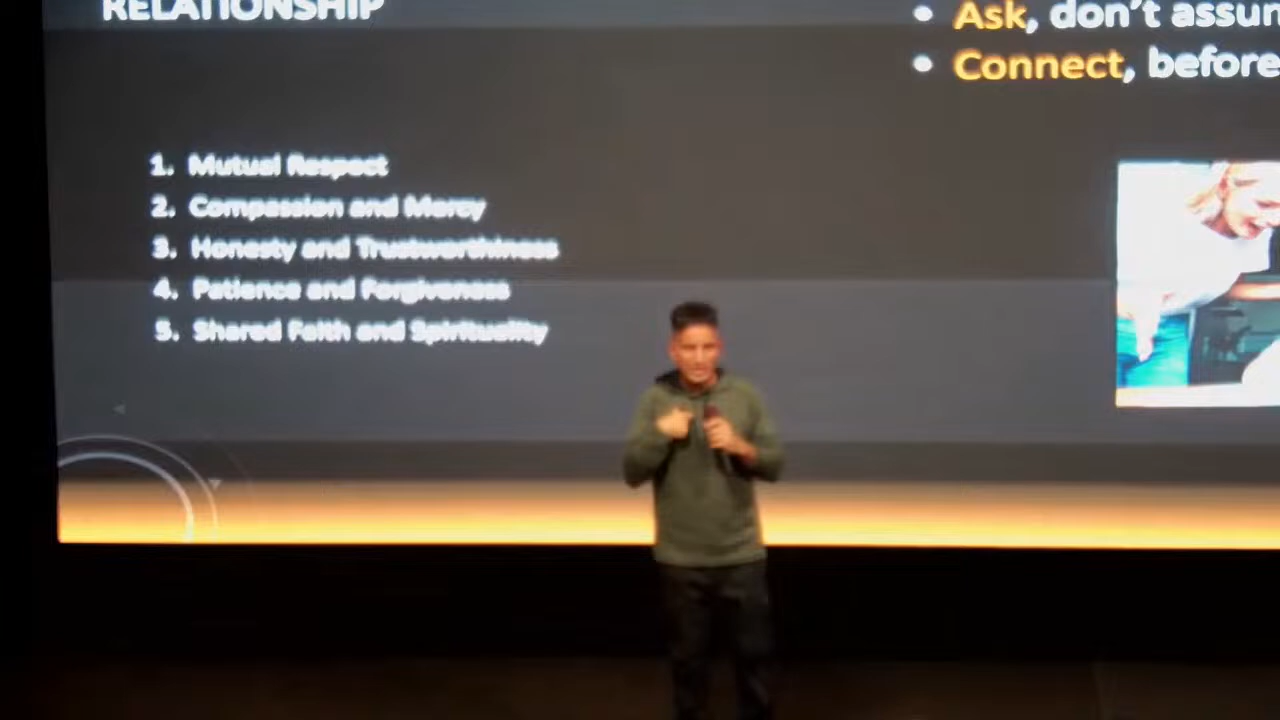 RELATIONSHIP
1. Mutual Respect
2. Compassion and Mercy
3. Honesty and Trustworthiness
4. Patience and Forgiveness
5. Shared Faith and Spirituality
• Ask, don't
• Connect, before